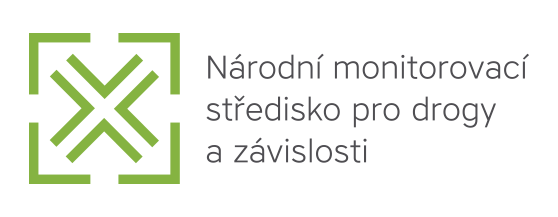 Národní monitorovací
středisko pro drogy
a závislosti